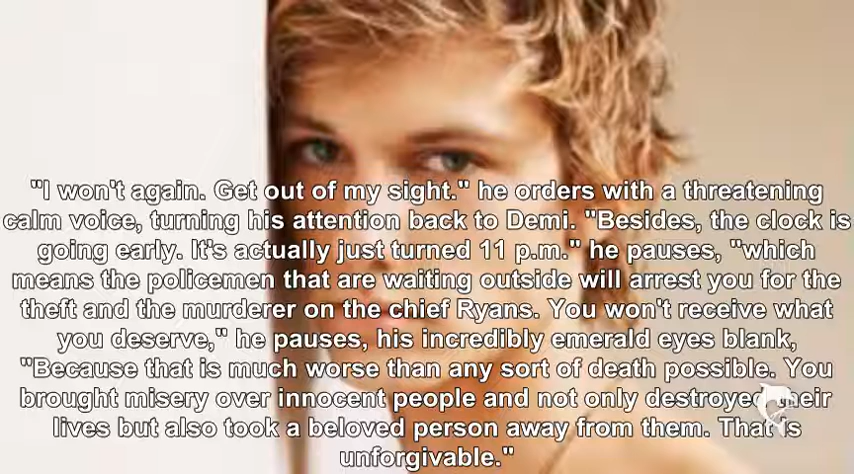 "I won't again. Get out of my sight." he orders with a threatening
calm voice, turning his attention back to Demi. "Besides, the clock is
going early. It's actually just turned 11 p.m." he pauses, "which
means the policemen that are waiting outside will arrest you for the
theft and the murderer on the chief Ryans. You won't receive what
you deserve," he pauses, his incredibly emerald eyes blank,
"Because that is much worse than any sort of death possible. You
brought misery over innocent people and not only destroyed their
lives but also took a beloved person away from them. That is
unforgivable."